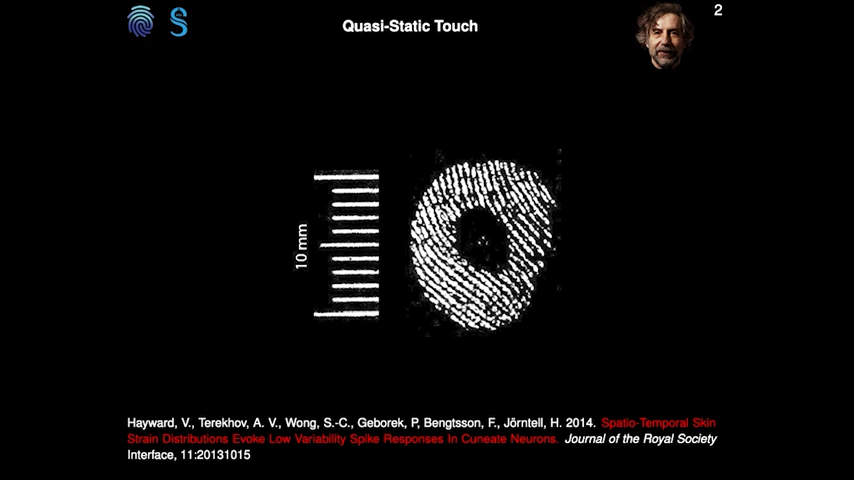 2
Quasi-Static Touch
10 mm
Hayward, V., Terekhov, A. V., Wong, S.-C., Geborek, P, Bengtsson, F., Jörntell, H. 2014. Spatio-Temporal Skin
Strain Distributions Evoke Low Variability Spike Responses In Cuneate Neurons. Journal of the Royal Society
Interface, 11:20131015